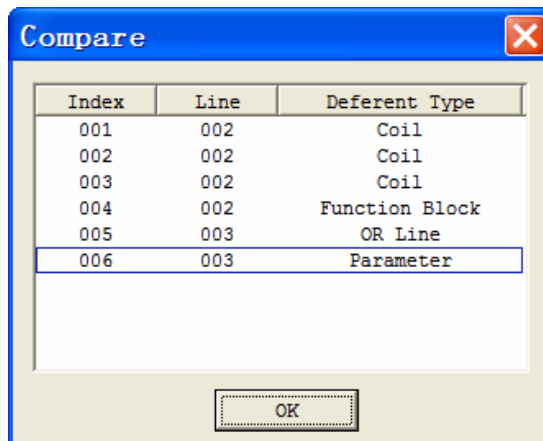 Compare
Index Line Deferent Type
001 002 Coil
002 002 Coil
003 002 Coil
004 002 Function Block
005 003 OR Line
006 003 Parameter
OK